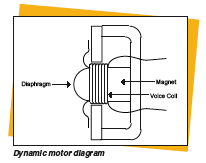 Diaphragm
Magnet
Voice Coil
Dynamic motor diagram